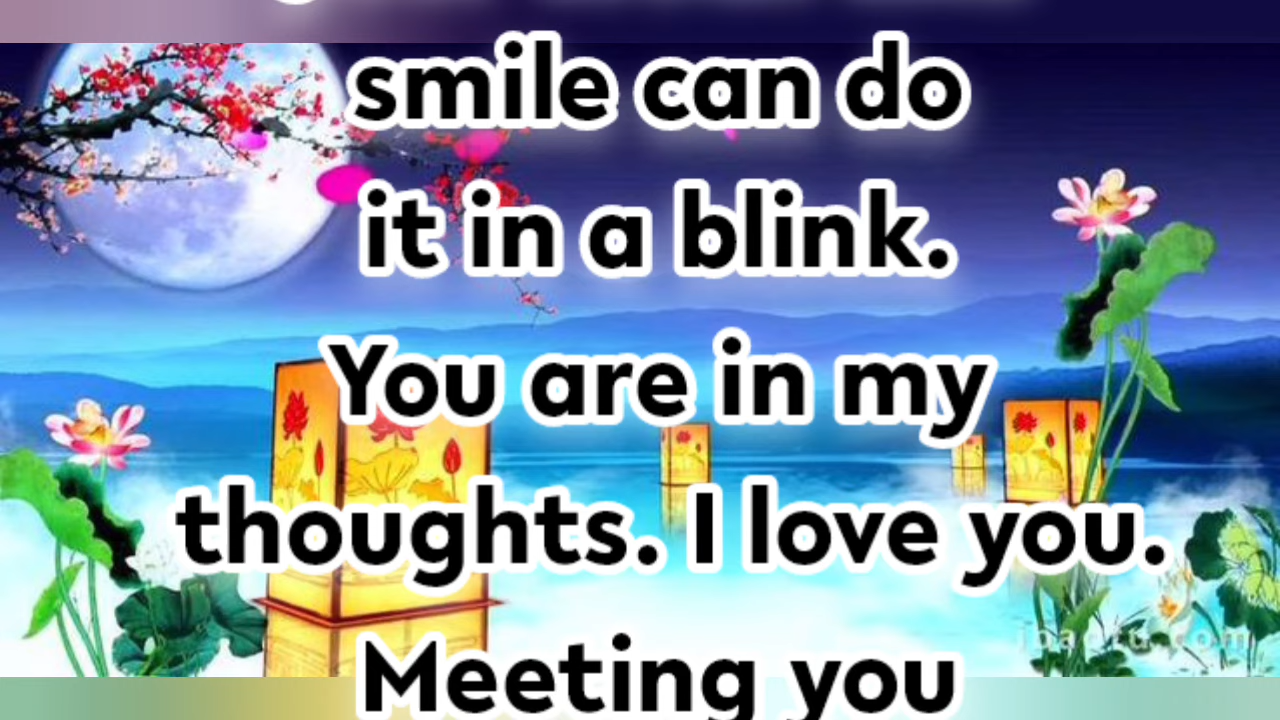 smile can do
it in a blink.
You are in my
thoughts. I love you.
Meeting you